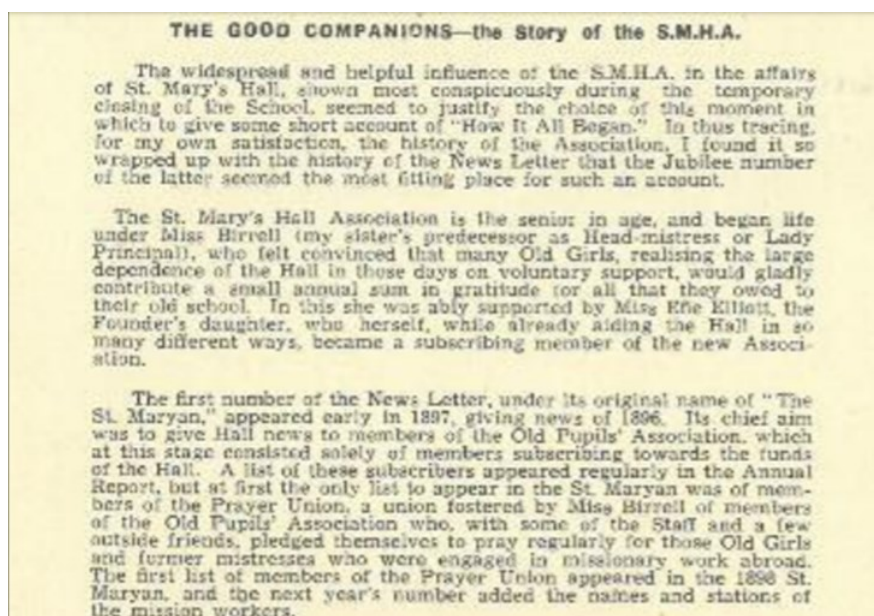 THE GOOD COMPANIONS—the Story of the S.M.H.A.
The widespread and helpful influence of the S.M.H.A. in the affairs
of St. Mary's Hall, shown most conspicuously during the temporary
closing of the School, seemed to justify the choice of this moment in
which to give some short account of "How It All Began." In thus tracing,
for my own satisfaction, the history of the Association, I found it so
wrapped up with the history of the News Letter that the Jubilee number
of the latter seemed the most fitting place for such an account.
The St. Mary's Hall Association is the senior in age, and began life
under Miss Birrell (my sister's predecessor as Head-mistress or Lady
Principal), who felt convinced that many Old Girls, realising the large
dependence of the Hall in those days on voluntary support, would gladly
contribute a small annual sum in gratitude for all that they owed to
their old school. In this she was ably supported by Miss Effie Elliott, the
Founder's daughter, who herself, while already aiding the Hall in so
many different ways, became a subscribing member of the new Associ-
ation.
The first number of the News Letter, under its original name of "The
St. Maryan," appeared early in 1897, giving news of 1896. Its chief aim
was to give Hall news to members of the Old Pupils' Association, which
at this stage consisted solely of members subscribing towards the funds
of the Hall. A list of these subscribers appeared regularly in the Annual
Report, but at first the only list to appear in the St. Maryan was of mem-
bers of the Prayer Union, a union fostered by Miss Birrell of members
of the Old Pupils' Association who, with some of the Staff and a few
outside friends, pledged themselves to pray regularly for those Old Girls
and former mistresses who were engaged in missionary work abroad.
The first list of members of the Prayer Union appeared in the 1898 St.
Maryan, and the next year's number added the names and stations of
the mission workers.